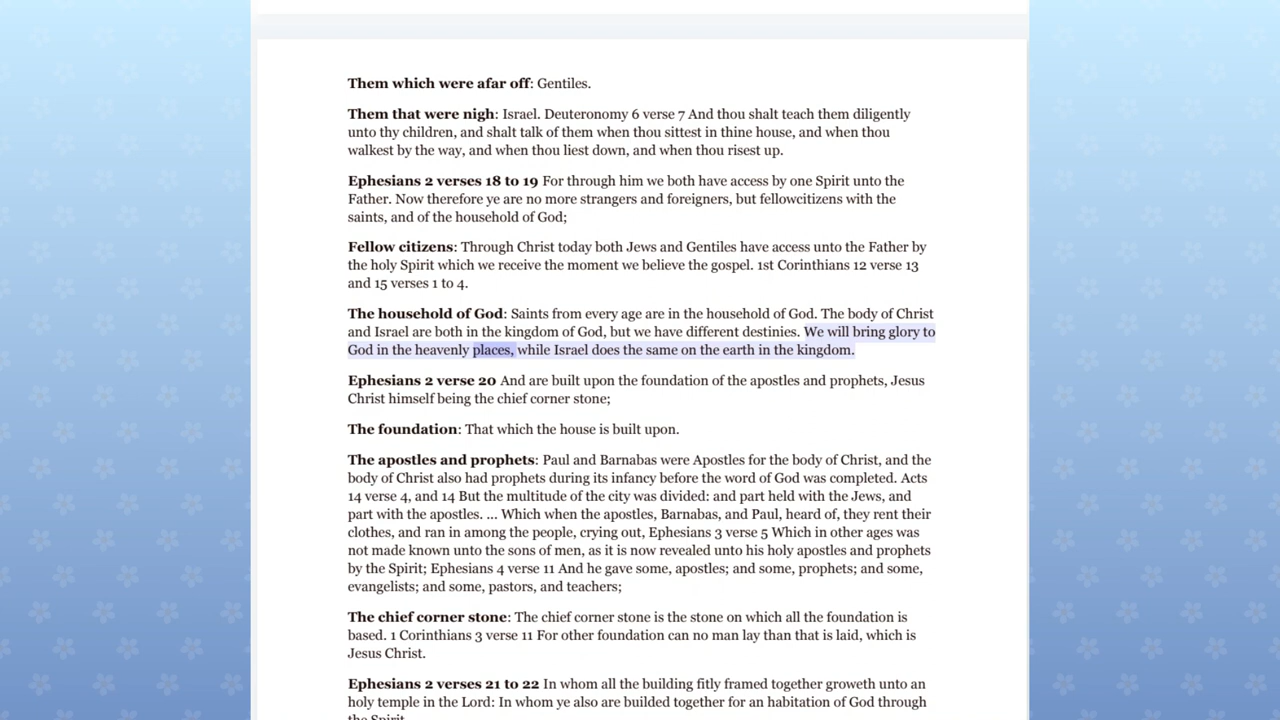 Them which were afar off: Gentiles.
Them that were nigh: Israel. Deuteronomy 6 verse 7 And thou shalt teach them diligently
unto thy children, and shalt talk of them when thou sittest in thine house, and when thou
walkest by the way, and when thou liest down, and when thou risest up.
Ephesians 2 verses 18 to 19 For through him we both have access by one Spirit unto the
Father. Now therefore ye are no more strangers and foreigners, but fellowcitizens with the
saints, and of the household of God;
Fellow citizens: Through Christ today both Jews and Gentiles have access unto the Father by
the holy Spirit which we receive the moment we believe the gospel. 1st Corinthians 12 verse 13
and 15 verses 1 to 4.
The household of God: Saints from every age are in the household of God. The body of Christ
and Israel are both in the kingdom of God, but we have different destinies. We will bring glory to
God in the heavenly places, while Israel does the same on the earth in the kingdom.
Ephesians 2 verse 20 And are built upon the foundation of the apostles and prophets, Jesus
Christ himself being the chief corner stone;
The foundation: That which the house is built upon.
The apostles and prophets: Paul and Barnabas were Apostles for the body of Christ, and the
body of Christ also had prophets during its infancy before the word of God was completed. Acts
14 verse 4, and 14 But the multitude of the city was divided: and part held with the Jews, and
part with the apostles. ... Which when the apostles, Barnabas, and Paul, heard of, they rent their
clothes, and ran in among the people, crying out, Ephesians 3 verse 5 Which in other ages was
not made known unto the sons of men, as it is now revealed unto his holy apostles and prophets
by the Spirit; Ephesians 4 verse 11 And he gave some, apostles; and some, prophets; and some,
evangelists; and some, pastors, and teachers;
The chief corner stone: The chief corner stone is the stone on which all the foundation is
based. 1 Corinthians 3 verse 11 For other foundation can no man lay than that is laid, which is
Jesus Christ.
Ephesians 2 verses 21 to 22 In whom all the building fitly framed together groweth unto an
holy temple in the Lord: In whom ye also are builded together for an habitation of God through
the Spirit.